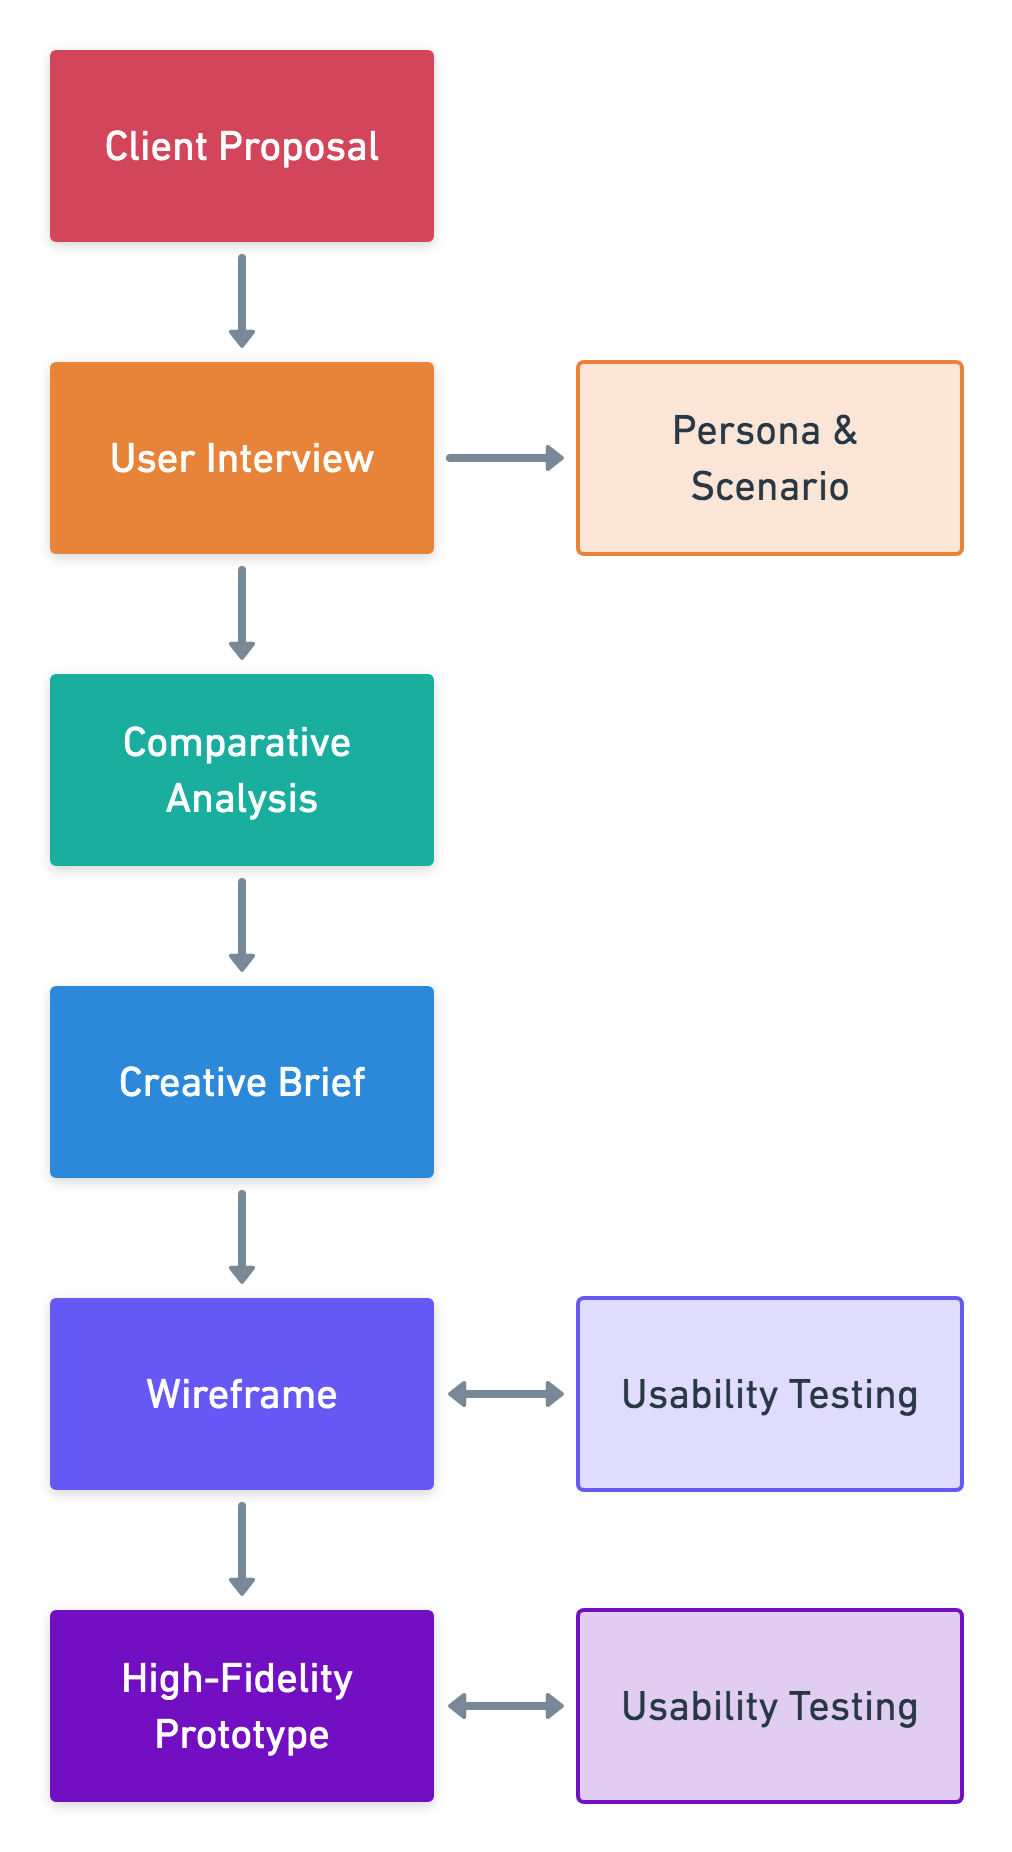 Client Proposal
User Interview
Persona &
Scenario
Comparative
Analysis
Creative Brief
Wireframe
Usability Testing
High-Fidelity
Prototype
Usability Testing